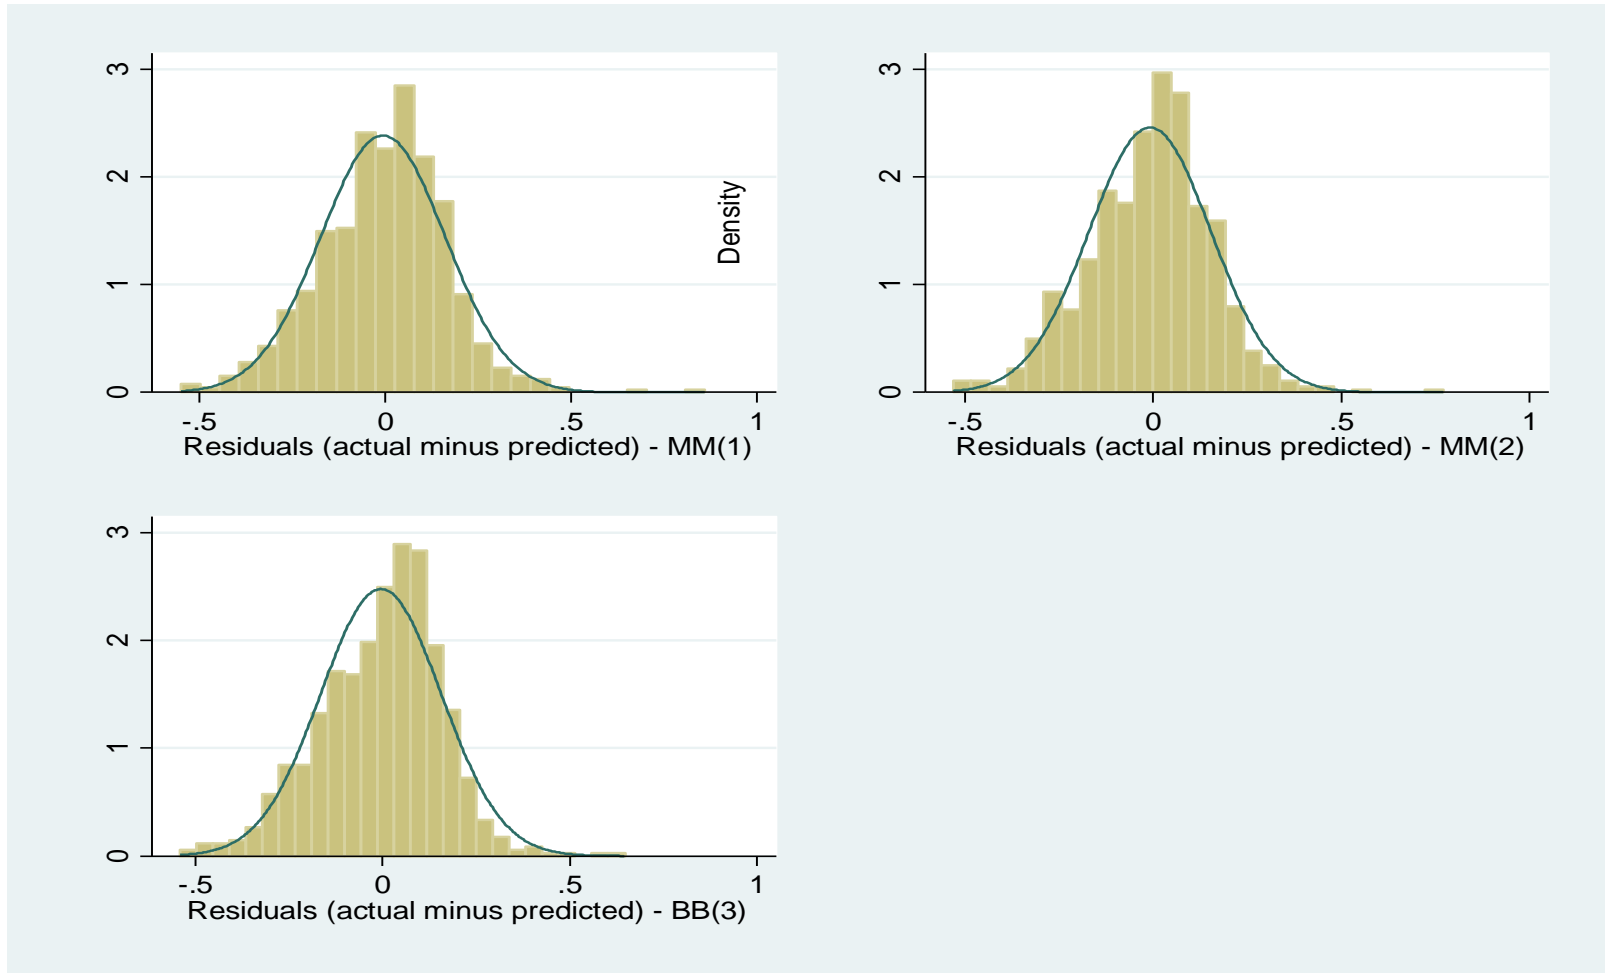 3
2
1
0
-.5 0 .5 1
Residuals (actual minus predicted) - MM(1)
Density
3
2
1
0
-.5 0 .5 1
Residuals (actual minus predicted) - MM(2)
3
2
1
0
-.5 0 .5 1
Residuals (actual minus predicted) - BB(3)